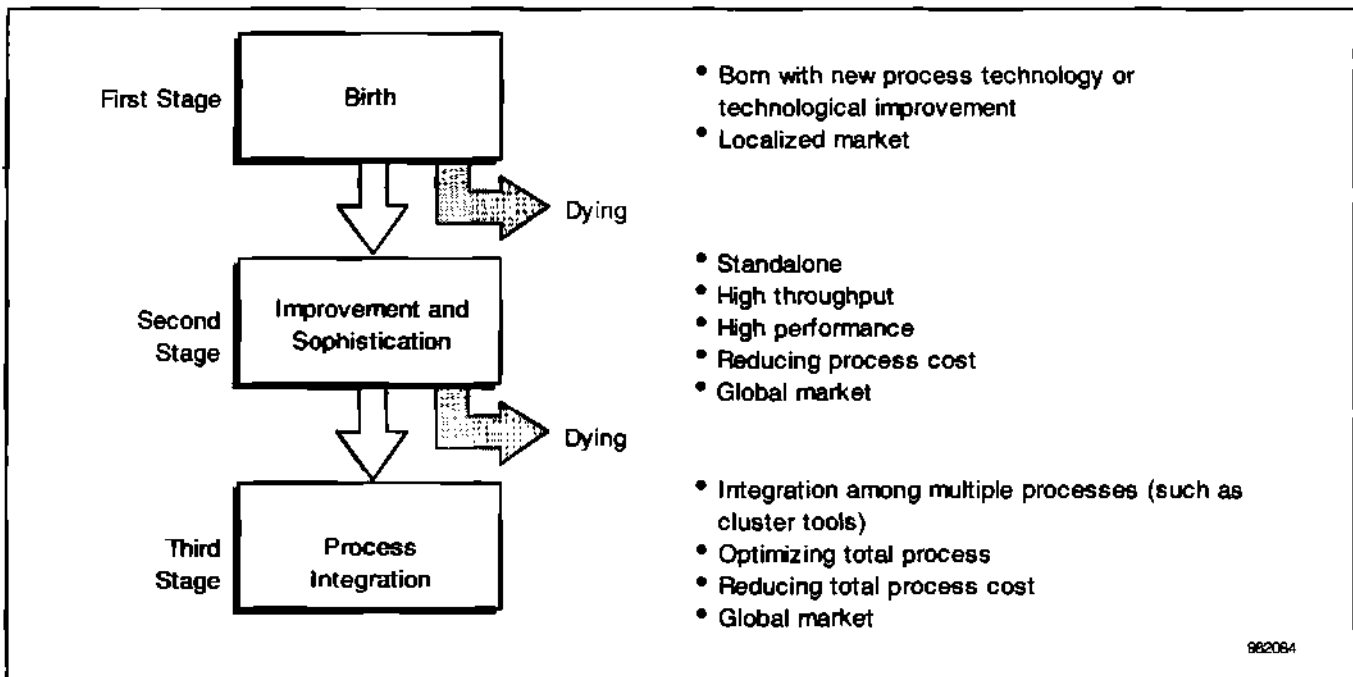 First Stage
Birth
• Born with new process technology or
technological improvement
• Localized market
Dying
Second
Stage
Improvement and
Sophistication
• Standalone
• High throughput
• High performance
• Reducing process cost
• Global market
Dying
Third
Stage
Process
Integration
• Integration among multiple processes (such as
cluster tools)
• Optimizing total process
• Reducing total process cost
• Global market
982084